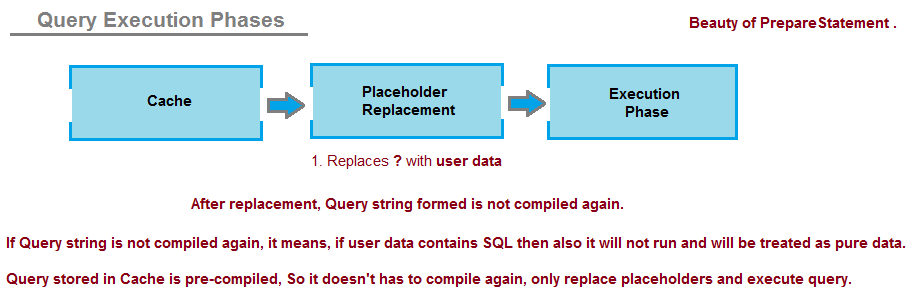 Query Execution Phases
Beauty of PrepareStatement .
Cache
Placeholder
Replacement
Execution
Phase
1. Replaces ? with user data
After replacement, Query string formed is not compiled again.
If Query string is not compiled again, it means, if user data contains SQL then also it will not run and will be treated as pure data.
Query stored in Cache is pre-compiled, So it doesn't has to compile again, only replace placeholders and execute query.